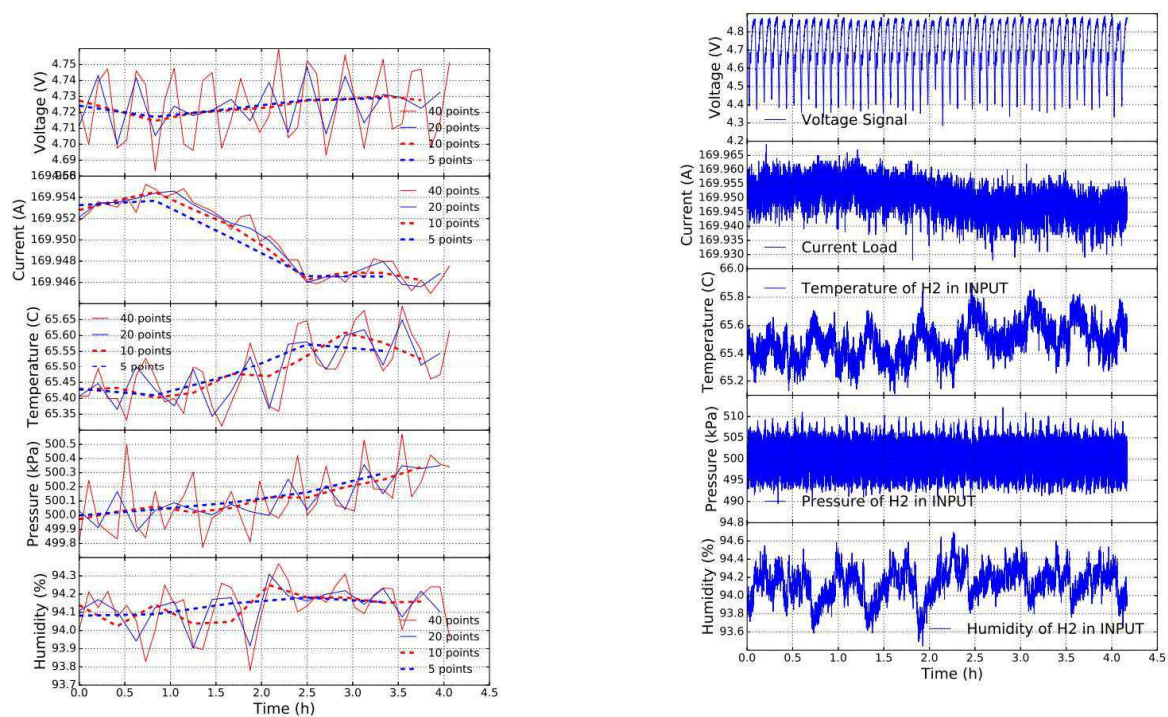 4.75
4.74
4.73
4.72
4.71
4.70
4.69
Voltage (V)
40 points
20 points
10 points
5 points
169.954
169.952
169.950
169.948
169.946
Current (A)
40 points
20 points
10 points
5 points
65.65
65.60
65.55
65.50
65.45
65.40
65.35
65.30
Temperature (C)
40 points
20 points
10 points
5 points
500.5
500.4
500.3
500.2
500.1
500.0
499.9
499.8
Pressure (kPa)
94.3
94.2
94.1
94.0
93.9
93.8
93.7
Humidity (%)
40 points
20 points
10 points
5 points
0.0 0.5 1.0 1.5 2.0 2.5 3.0 3.5 4.0 4.5
Time (h)
4.8
4.7
4.6
4.5
4.4
4.3
4.2
Voltage (V)
Voltage Signal
169.965
169.960
169.955
169.950
169.945
169.940
169.935
169.930
Current (A)
Current Load
66.0
65.8
65.6
65.4
65.2
Temperature (C)
Temperature of H2 in INPUT
510
505
500
495
490
Pressure (kPa)
Pressure of H2 in INPUT
94.8
94.6
94.4
94.2
94.0
93.8
93.6
Humidity (%)
Humidity of H2 in INPUT
0.0 0.5 1.0 1.5 2.0 2.5 3.0 3.5 4.0 4.5
Time (h)